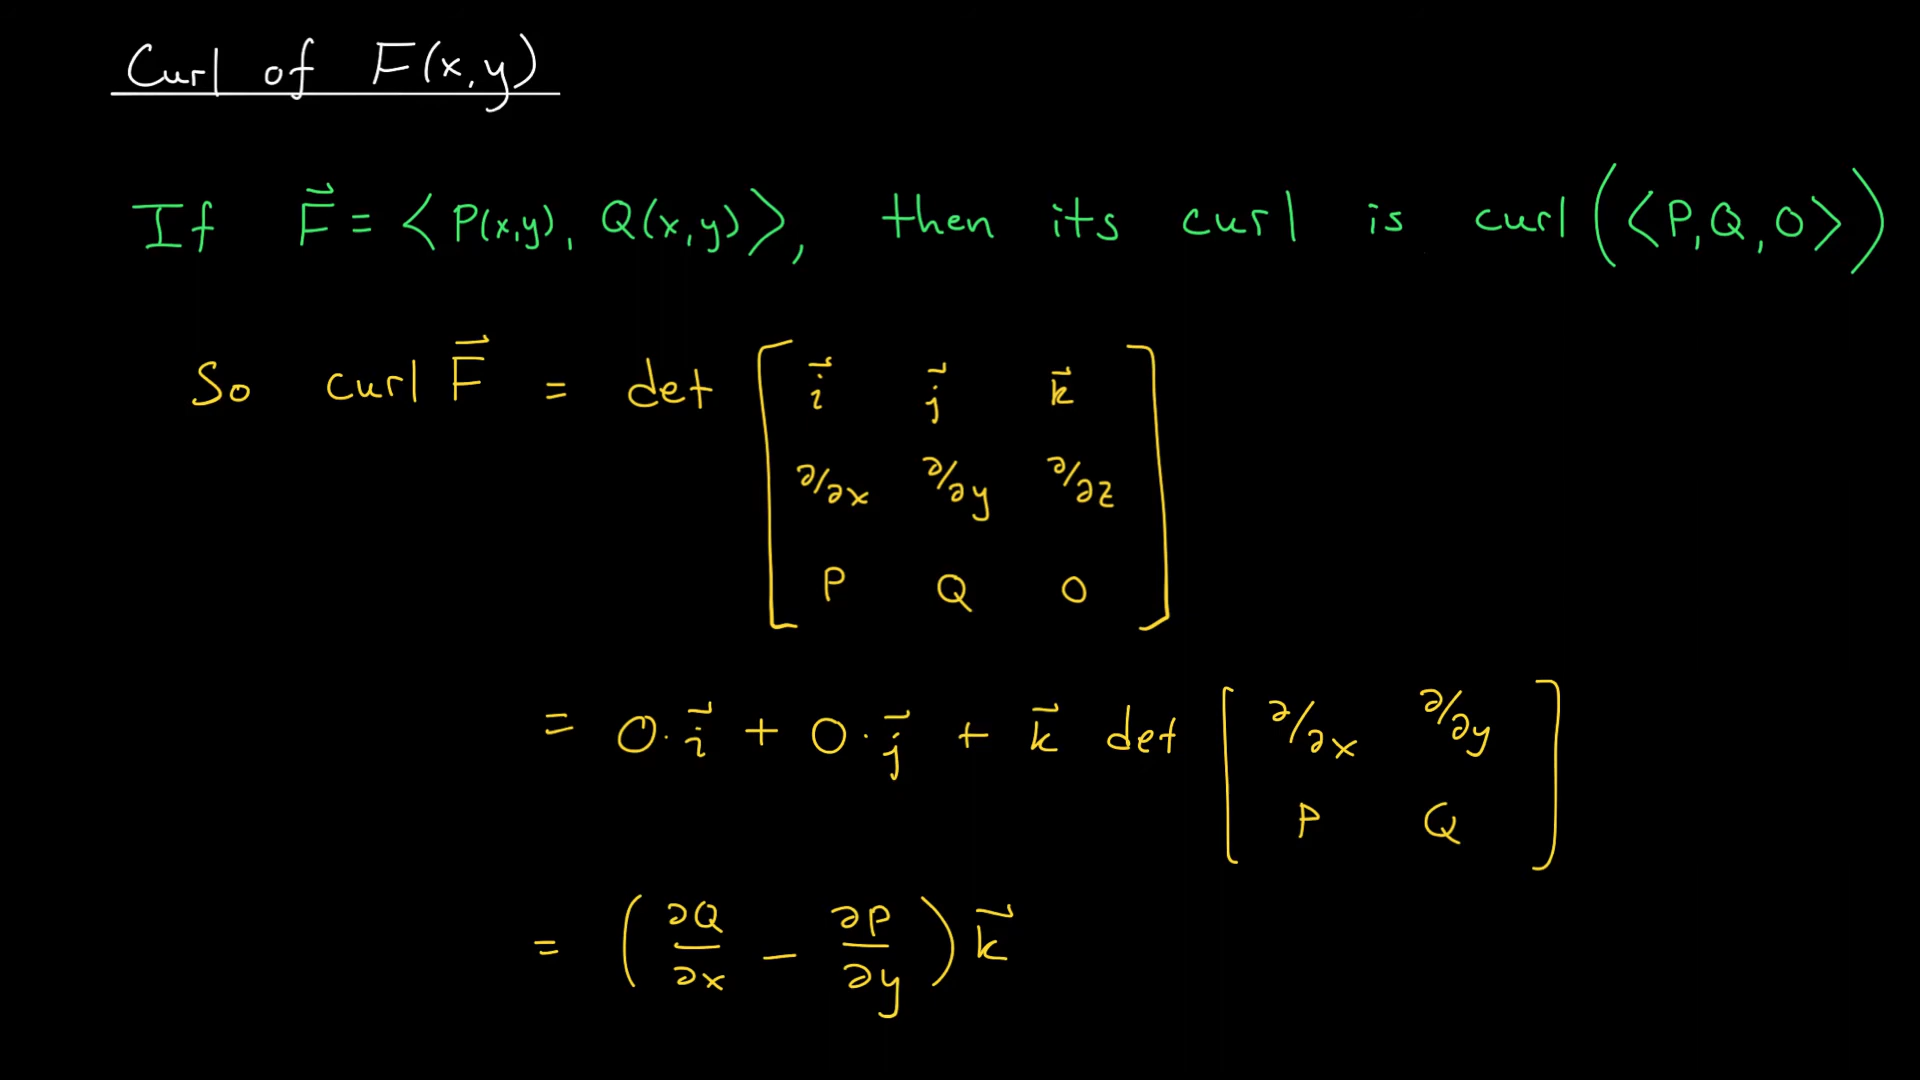 Curl of F(x,y)
If F⃗ = ⟨P(x,y), Q(x,y)⟩, then its curl is curl(⟨P,Q,0⟩)
So curl F⃗ = det [ i⃗ j⃗ k⃗
∂/∂x ∂/∂y ∂/∂z
P Q 0 ]
= 0·i⃗ + 0·j⃗ + k⃗ det [ ∂/∂x ∂/∂y
P Q ]
= (∂Q/∂x − ∂P/∂y) k⃗